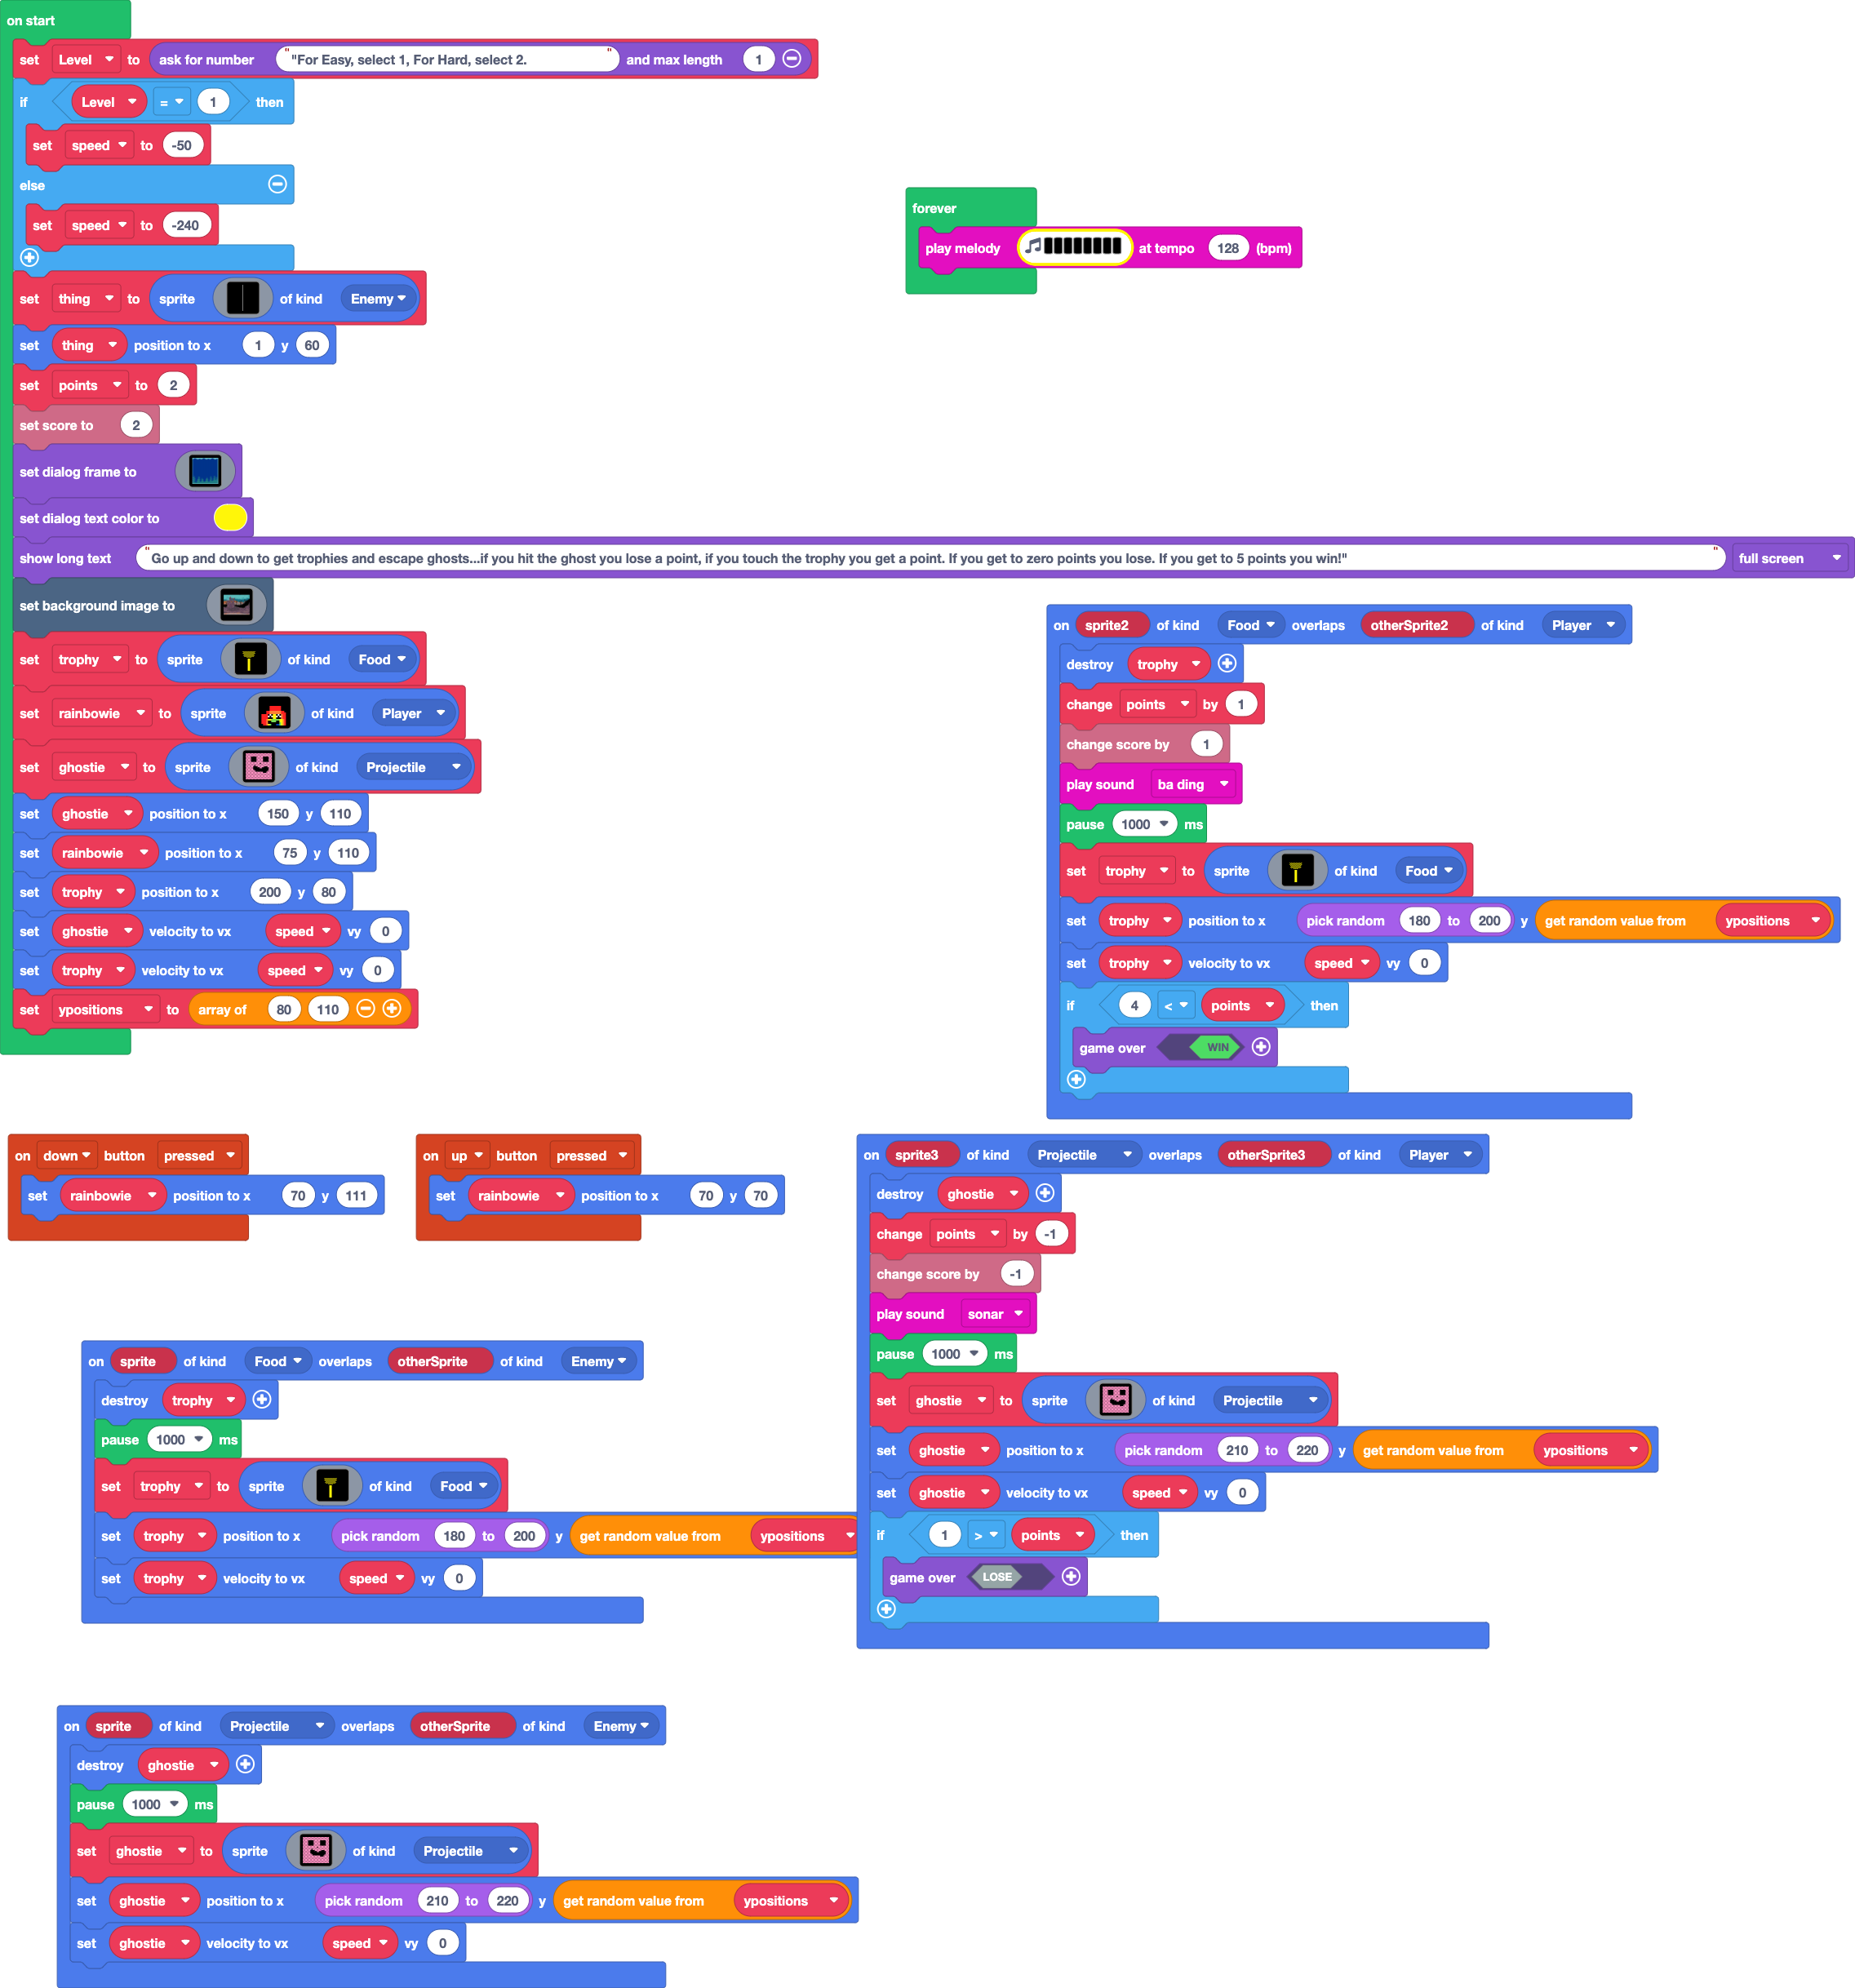 on start
set Level to ask for number " "For Easy, select 1, For Hard, select 2. " and max length 1
if Level = 1 then
set speed to -50
else
set speed to -240
set thing to sprite of kind Enemy
set thing position to x 1 y 60
set points to 2
set score to 2
set dialog frame to
set dialog text color to
show long text " Go up and down to get trophies and escape ghosts...if you hit the ghost you lose a point, if you touch the trophy you get a point. If you get to zero points you lose. If you get to 5 points you win!" " full screen
set background image to
set trophy to sprite of kind Food
set rainbowie to sprite of kind Player
set ghostie to sprite of kind Projectile
set ghostie position to x 150 y 110
set rainbowie position to x 75 y 110
set trophy position to x 200 y 80
set ghostie velocity to vx speed vy 0
set trophy velocity to vx speed vy 0
set ypositions to array of 80 110
forever
play melody at tempo 128 (bpm)
on sprite2 of kind Food overlaps otherSprite2 of kind Player
destroy trophy
change points by 1
change score by 1
play sound ba ding
pause 1000 ms
set trophy to sprite of kind Food
set trophy position to x pick random 180 to 200 y get random value from ypositions
set trophy velocity to vx speed vy 0
if 4 < points then
game over WIN
on down button pressed
set rainbowie position to x 70 y 111
on up button pressed
set rainbowie position to x 70 y 70
on sprite3 of kind Projectile overlaps otherSprite3 of kind Player
destroy ghostie
change points by -1
change score by -1
play sound sonar
pause 1000 ms
set ghostie to sprite of kind Projectile
set ghostie position to x pick random 210 to 220 y get random value from ypositions
set ghostie velocity to vx speed vy 0
if 1 > points then
game over LOSE
on sprite of kind Food overlaps otherSprite of kind Enemy
destroy trophy
pause 1000 ms
set trophy to sprite of kind Food
set trophy position to x pick random 180 to 200 y get random value from ypositions
set trophy velocity to vx speed vy 0
on sprite of kind Projectile overlaps otherSprite of kind Enemy
destroy ghostie
pause 1000 ms
set ghostie to sprite of kind Projectile
set ghostie position to x pick random 210 to 220 y get random value from ypositions
set ghostie velocity to vx speed vy 0